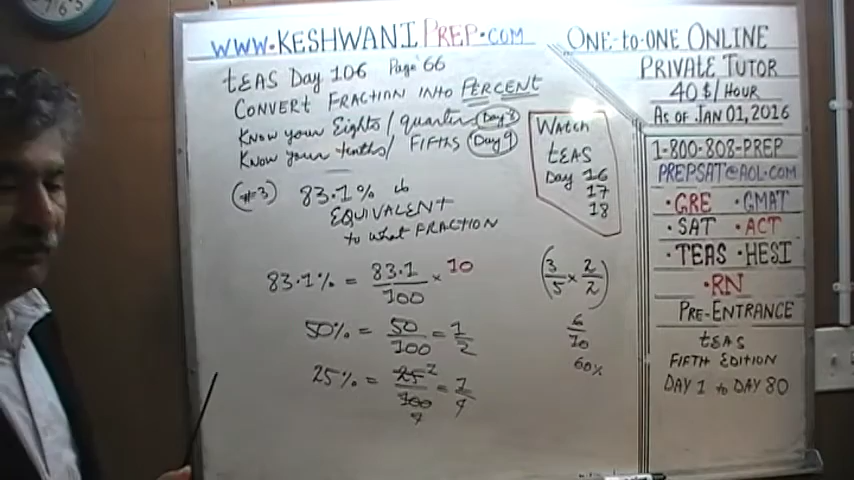 WWW.KESHWANIPREP.COM
tEAS Day 106 Page 66
CONVERT FRACTION INTO PERCENT
KNOW YOUR EIGHTS/ QUARTERS Day 8
KNOW YOUR tenths/ FIFTHS Day 9
(#3) 83.1% is
EQUIVALENT
to what FRACTION
83.1% = 83.1/100 × 10
50% = 50/100 = 1/2
25% = 25/100 = 1/4
WATCH
tEAS
Day 16
17
18
(3/5 × 2/2)
6/10
60%
ONE-to-ONE ONLINE
PRIVATE TUTOR
40$/HOUR
AS OF JAN 01,2016
1-800-808-PREP
PREPSAT@AOL.COM
•GRE •GMAT
•SAT •ACT
•TEAS •HESI
•RN
PRE-ENTRANCE
tEAS
FIFTH EDITION
DAY 1 to DAY 80